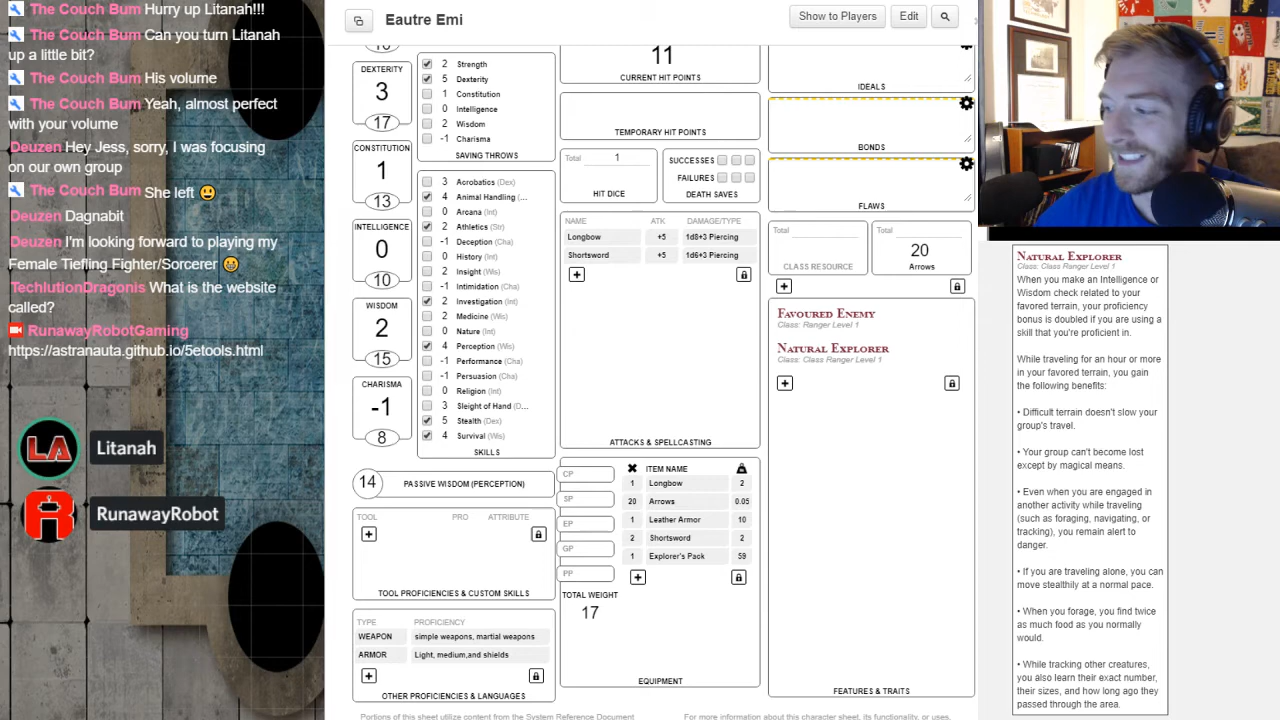 The Couch Bum Hurry up Litanah!!!
The Couch Bum Can you turn Litanah
up a little bit?
The Couch Bum His volume
The Couch Bum Yeah, almost perfect
with your volume
Deuzen Hey Jess, sorry, I was focusing
on our own group
The Couch Bum She left 😃
Deuzen Dagnabit
Deuzen I'm looking forward to playing my
Female Tiefling Fighter/Sorcerer 😁
TechlutionDragonis What is the website
called?
RunawayRobotGaming
https://astranauta.github.io/5etools.html
LA Litanah
RunawayRobot
Eautre Emi
Show to Players
Edit
DEXTERITY
3
17
CONSTITUTION
1
13
INTELLIGENCE
0
10
WISDOM
2
15
CHARISMA
-1
8
2 Strength
5 Dexterity
1 Constitution
0 Intelligence
2 Wisdom
-1 Charisma
SAVING THROWS
3 Acrobatics (Dex)
4 Animal Handling (...
0 Arcana (Int)
2 Athletics (Str)
-1 Deception (Cha)
0 History (Int)
2 Insight (Wis)
-1 Intimidation (Cha)
2 Investigation (Int)
2 Medicine (Wis)
0 Nature (Int)
4 Perception (Wis)
-1 Performance (Cha)
-1 Persuasion (Cha)
0 Religion (Int)
3 Sleight of Hand (D...
5 Stealth (Dex)
4 Survival (Wis)
SKILLS
14 PASSIVE WISDOM (PERCEPTION)
TOOL PRO ATTRIBUTE
TOOL PROFICIENCIES & CUSTOM SKILLS
TYPE PROFICIENCY
WEAPON simple weapons, martial weapons
ARMOR Light, medium,and shields
OTHER PROFICIENCIES & LANGUAGES
11
CURRENT HIT POINTS
TEMPORARY HIT POINTS
Total 1
HIT DICE
SUCCESSES
FAILURES
DEATH SAVES
NAME ATK DAMAGE/TYPE
Longbow +5 1d8+3 Piercing
Shortsword +5 1d6+3 Piercing
ATTACKS & SPELLCASTING
CP
SP
EP
GP
PP
ITEM NAME
1 Longbow 2
20 Arrows 0.05
1 Leather Armor 10
2 Shortsword 2
1 Explorer's Pack 59
TOTAL WEIGHT
17
EQUIPMENT
IDEALS
BONDS
FLAWS
Total
CLASS RESOURCE
Total
20
Arrows
FAVOURED ENEMY
Class: Ranger Level 1
NATURAL EXPLORER
Class: Class Ranger Level 1
FEATURES & TRAITS
Portions of this sheet utilize content from the System Reference Document
For more information about this character sheet, its functionality, or uses,
NATURAL EXPLORER
Class: Class Ranger Level 1
When you make an Intelligence or
Wisdom check related to your
favored terrain, your proficiency
bonus is doubled if you are using a
skill that you're proficient in.
While traveling for an hour or more
in your favored terrain, you gain
the following benefits:
• Difficult terrain doesn't slow your
group's travel.
• Your group can't become lost
except by magical means.
• Even when you are engaged in
another activity while traveling
(such as foraging, navigating, or
tracking), you remain alert to
danger.
• If you are traveling alone, you can
move stealthily at a normal pace.
• When you forage, you find twice
as much food as you normally
would.
• While tracking other creatures,
you also learn their exact number,
their sizes, and how long ago they
passed through the area.